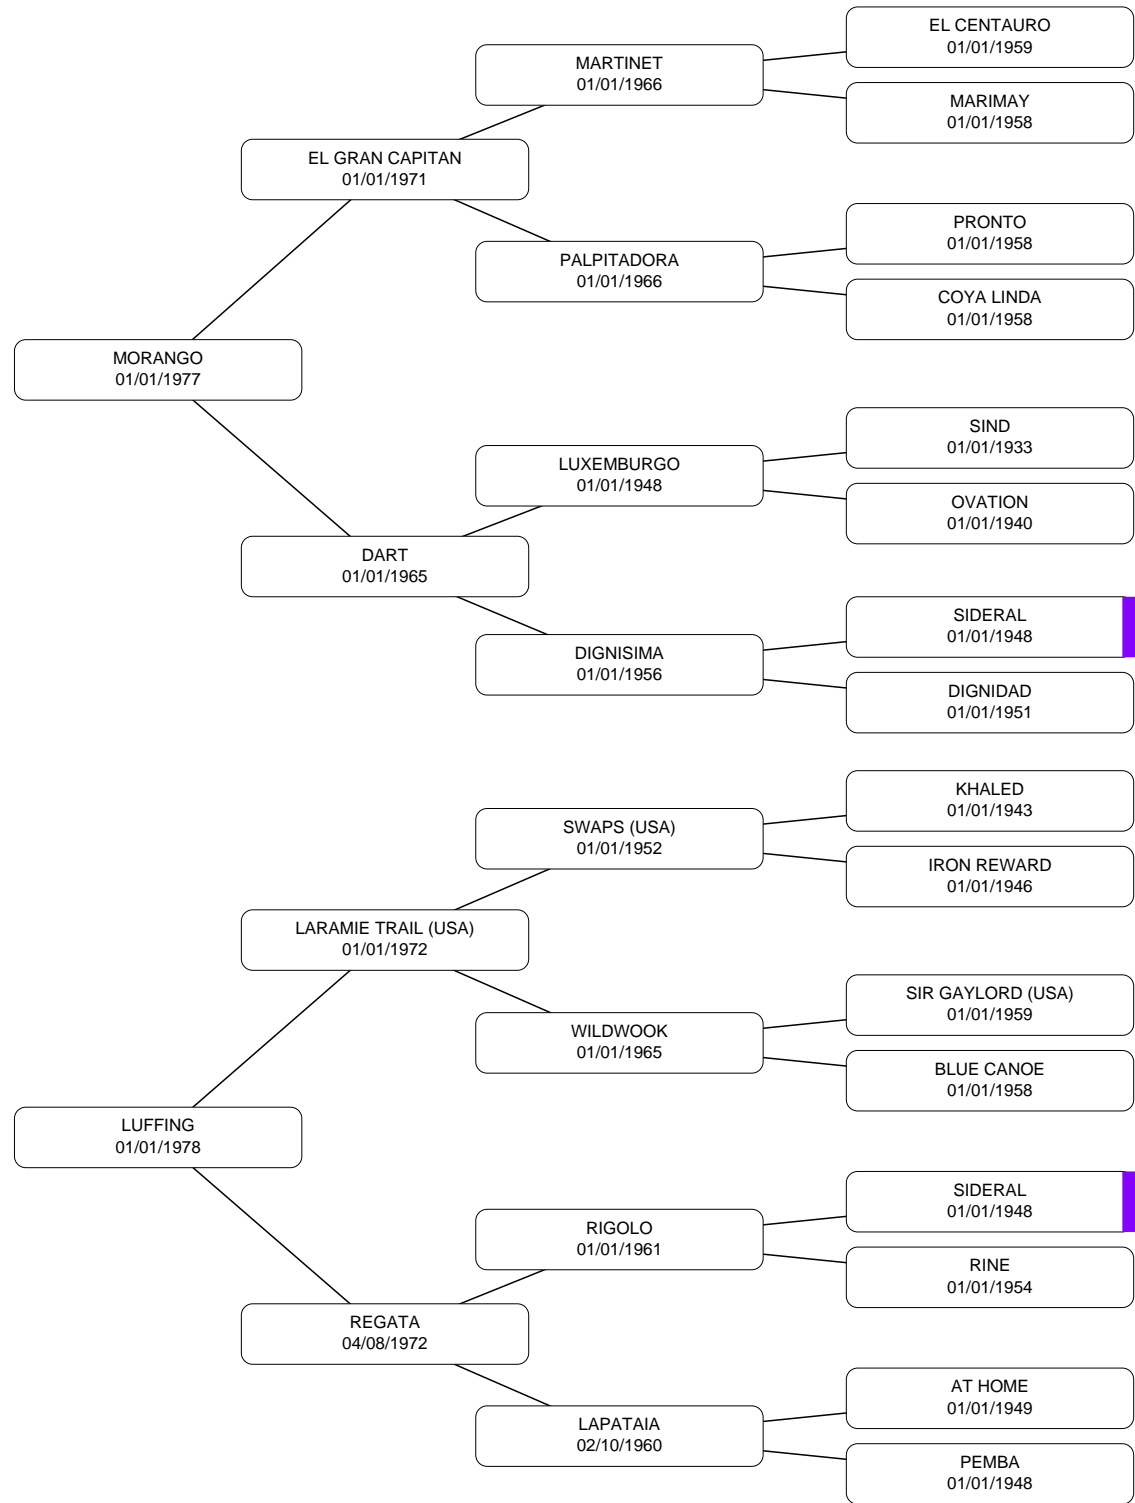 EL CENTAURO
01/01/1959
MARTINET
01/01/1966
MARIMAY
01/01/1958
EL GRAN CAPITAN
01/01/1971
PRONTO
01/01/1958
PALPITADORA
01/01/1966
COYA LINDA
01/01/1958
MORANGO
01/01/1977
SIND
01/01/1933
LUXEMBURGO
01/01/1948
OVATION
01/01/1940
DART
01/01/1965
SIDERAL
01/01/1948
DIGNISIMA
01/01/1956
DIGNIDAD
01/01/1951
KHALED
01/01/1943
SWAPS (USA)
01/01/1952
IRON REWARD
01/01/1946
LARAMIE TRAIL (USA)
01/01/1972
SIR GAYLORD (USA)
01/01/1959
WILDWOOK
01/01/1965
BLUE CANOE
01/01/1958
LUFFING
01/01/1978
SIDERAL
01/01/1948
RIGOLO
01/01/1961
RINE
01/01/1954
REGATA
04/08/1972
AT HOME
01/01/1949
LAPATAIA
02/10/1960
PEMBA
01/01/1948